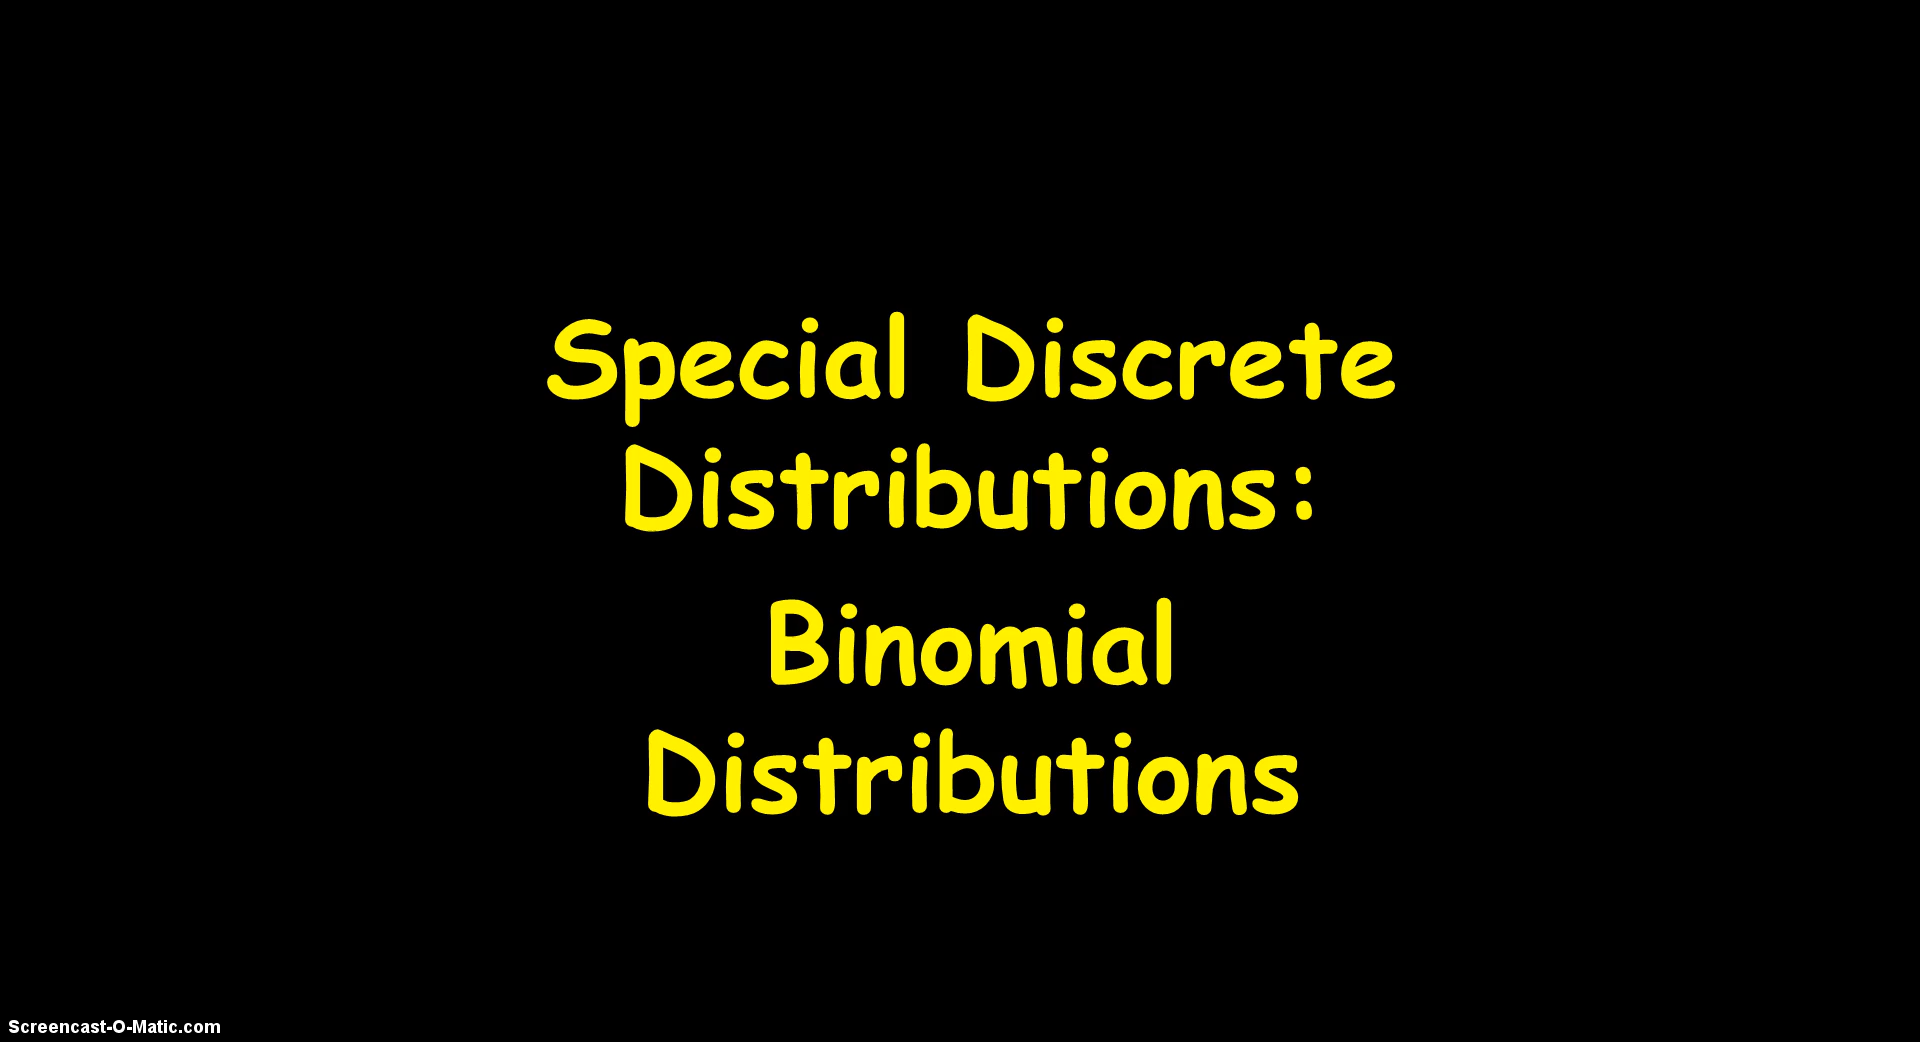 Special Discrete
Distributions:
Binomial
Distributions
Screencast-O-Matic.com